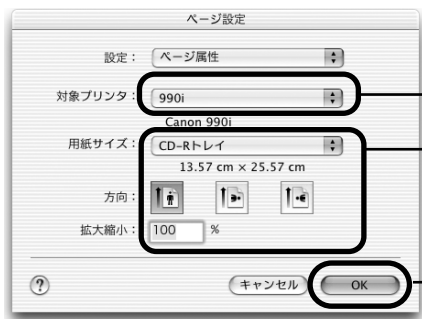 ページ設定
設定： ページ属性
対象プリンタ： 990i
Canon 990i
用紙サイズ： CD-Rトレイ
13.57 cm × 25.57 cm
方向：
拡大縮小： 100 %
? キャンセル OK